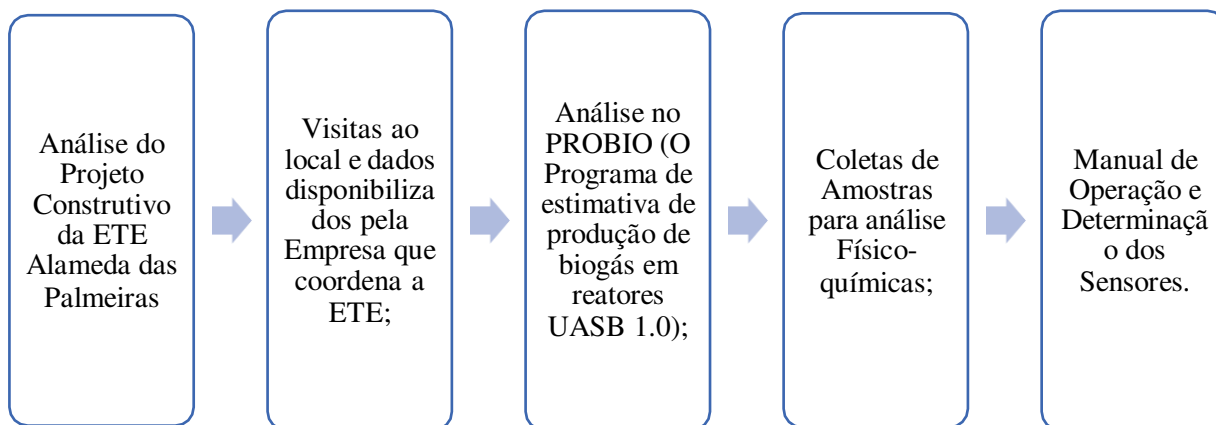 Análise do
Projeto
Construtivo
da ETE
Alameda das
Palmeiras
Visitas ao
local e dados
disponibiliza
dos pela
Empresa que
coordena a
ETE;
Análise no
PROBIO (O
Programa de
estimativa de
produção de
biogás em
reatores
UASB 1.0);
Coletas de
Amostras
para análise
Físico-
químicas;
Manual de
Operação e
Determinaçã
o dos
Sensores.